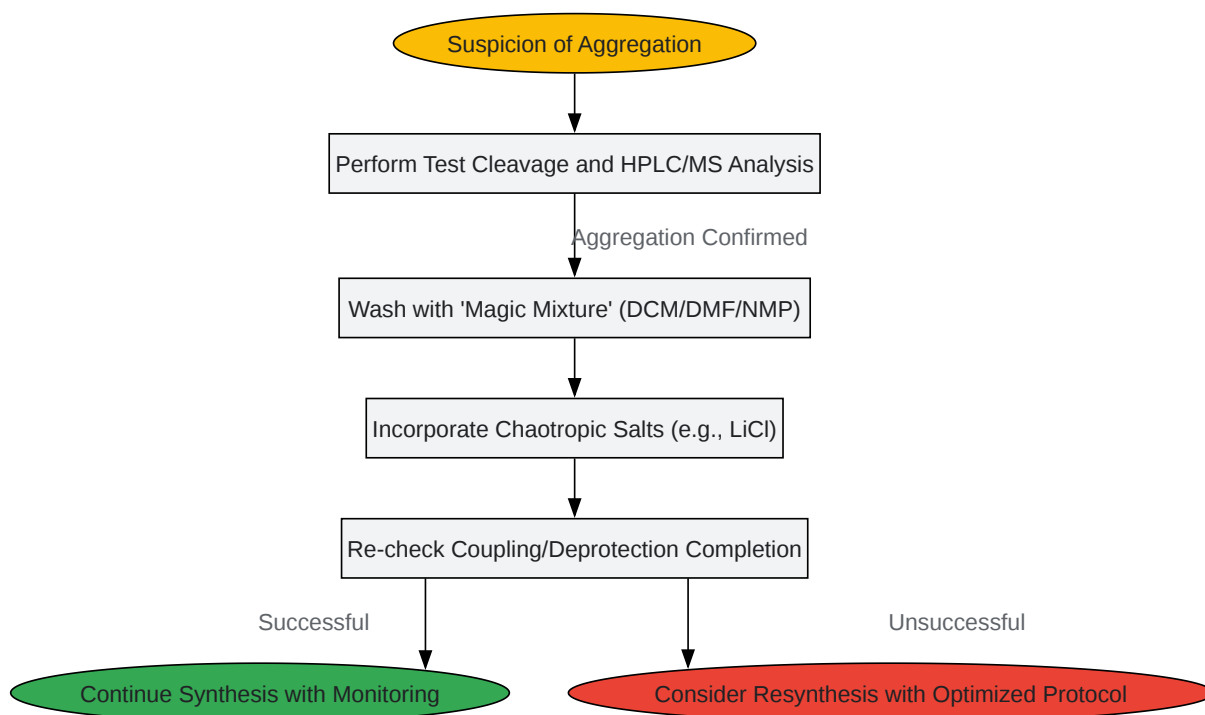 Suspicion of Aggregation
Perform Test Cleavage and HPLC/MS Analysis
Aggregation Confirmed
Wash with 'Magic Mixture' (DCM/DMF/NMP)
Incorporate Chaotropic Salts (e.g., LiCl)
Re-check Coupling/Deprotection Completion
Successful
Unsuccessful
Continue Synthesis with Monitoring
Consider Resynthesis with Optimized Protocol